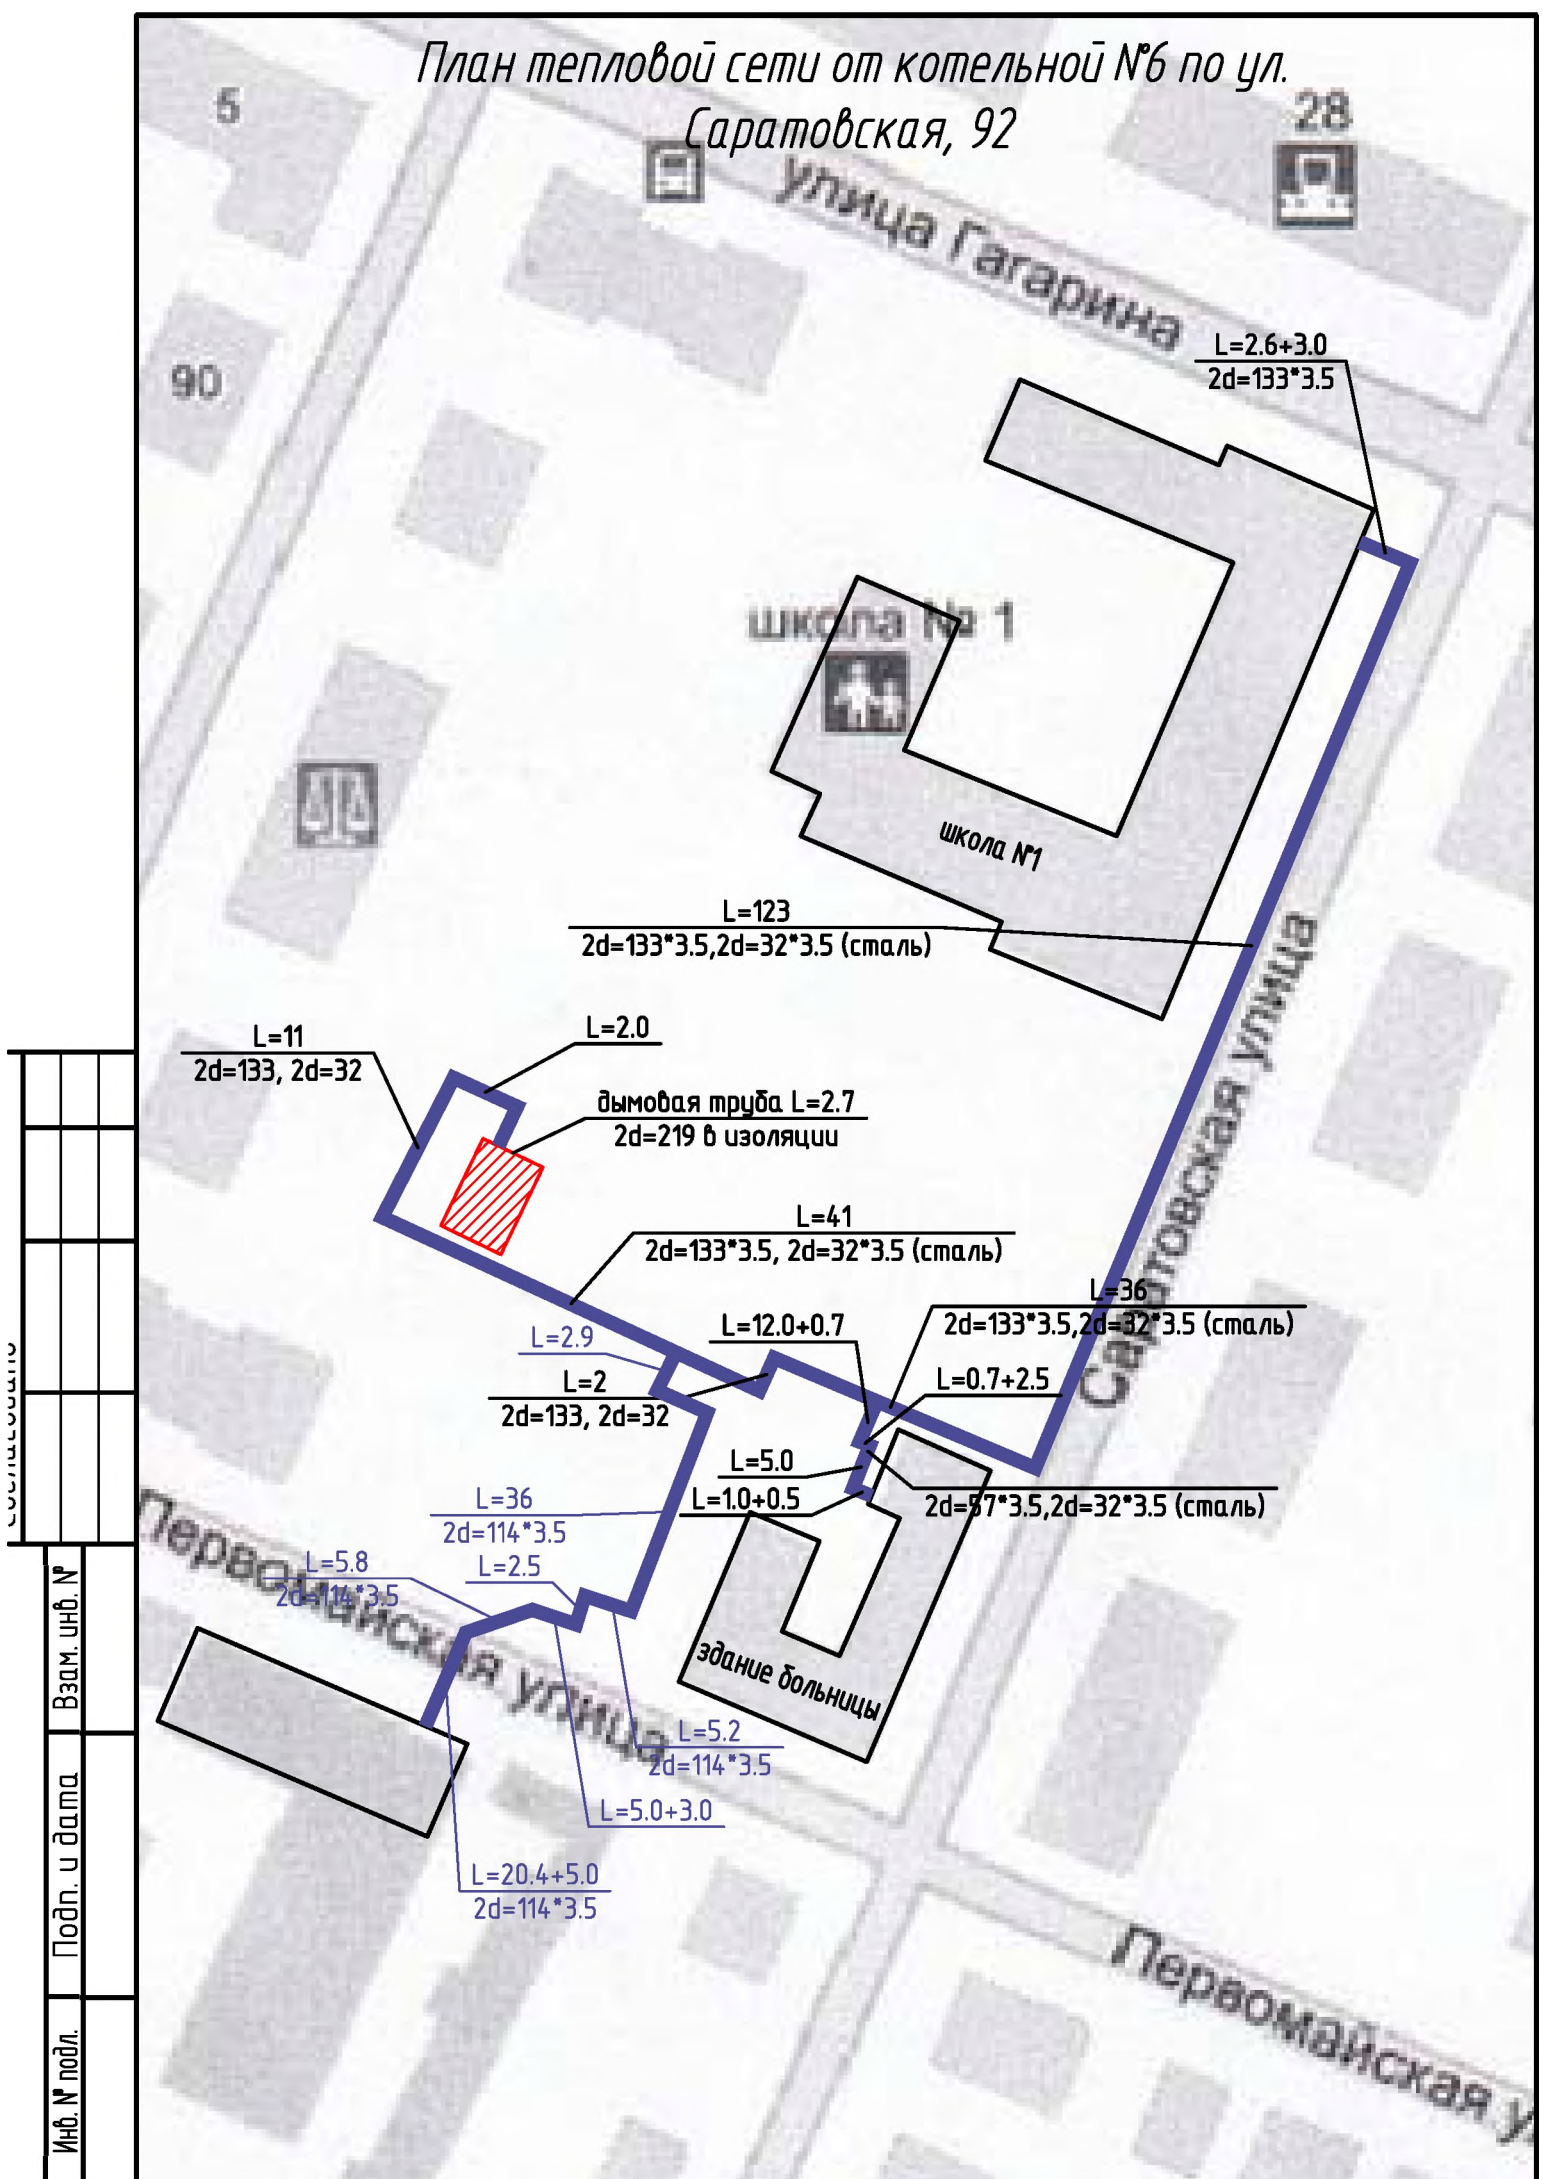 План тепловой сети от котельной №6 по ул.
Саратовская, 92
5
28
улица Гагарина
90
L=2.6+3.0
2d=133*3.5
школа № 1
школа №1
L=123
2d=133*3.5,2d=32*3.5 (сталь)
Саратовская улица
L=11
2d=133, 2d=32
L=2.0
дымовая труба L=2.7
2d=219 в изоляции
L=41
2d=133*3.5, 2d=32*3.5 (сталь)
L=36
2d=133*3.5,2d=32*3.5 (сталь)
L=2.9
L=12.0+0.7
L=2
2d=133, 2d=32
L=0.7+2.5
L=5.0
L=1.0+0.5
2d=57*3.5,2d=32*3.5 (сталь)
L=36
2d=114*3.5
L=5.8
2d=114*3.5
L=2.5
Первомайская улица
здание больницы
L=5.2
2d=114*3.5
L=5.0+3.0
L=20.4+5.0
2d=114*3.5
Первомайская у
Взам. инв. №
Подп. и дата
Инв. № подл.